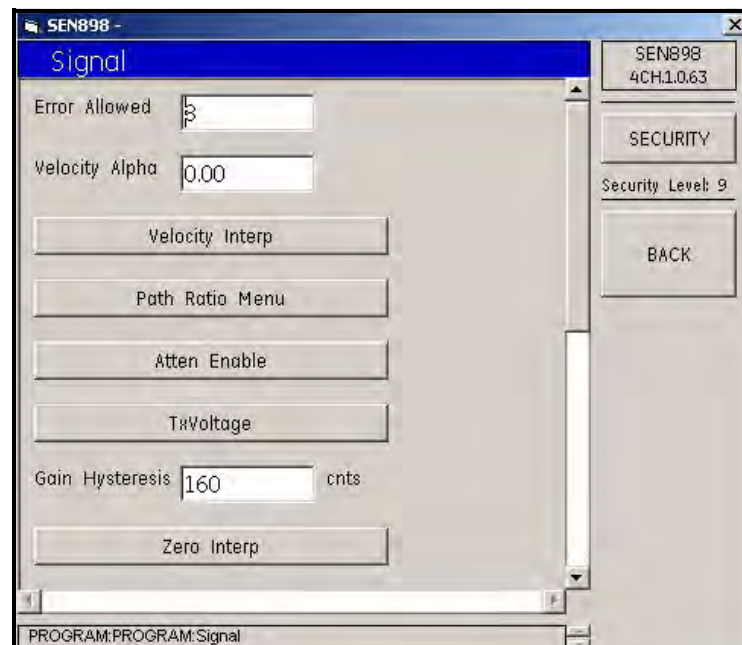 SEN898 -
Signal
Error Allowed 3
Velocity Alpha 0.00
Velocity Interp
Path Ratio Menu
Atten Enable
TxVoltage
Gain Hysteresis 160 cnts
Zero Interp
PROGRAM:PROGRAM:Signal
SEN898
4CH.1.0.63
SECURITY
Security Level: 9
BACK